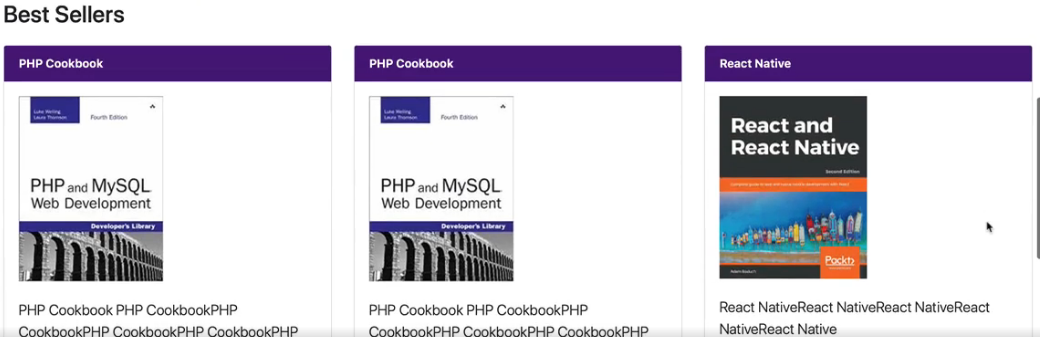 Best Sellers
PHP Cookbook
Luke Welling
Laura Thomson
Fourth Edition
PHP and MySQL
Web Development
Developer's Library
PHP Cookbook PHP CookbookPHP
CookbookPHP CookbookPHP CookbookPHP
PHP Cookbook
Luke Welling
Laura Thomson
Fourth Edition
PHP and MySQL
Web Development
Developer's Library
PHP Cookbook PHP CookbookPHP
CookbookPHP CookbookPHP CookbookPHP
React Native
React and
React Native
Second Edition
Packt>
React NativeReact NativeReact NativeReact
NativeReact Native